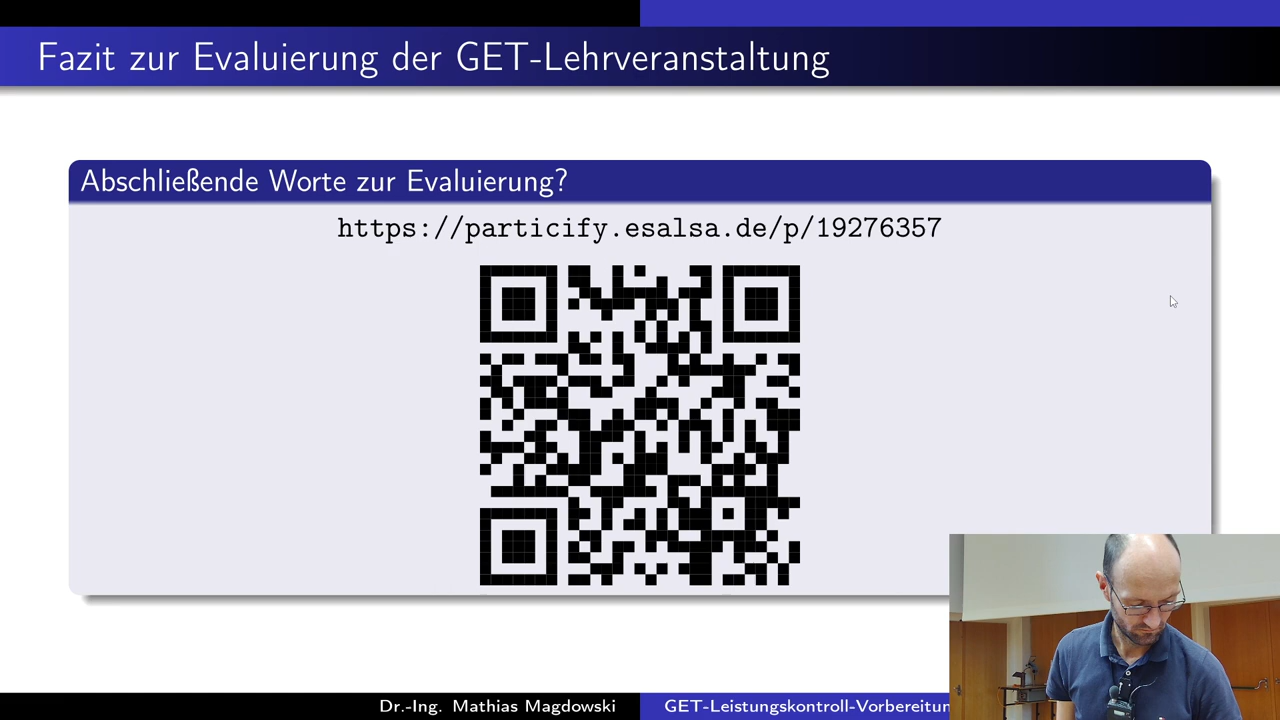 Fazit zur Evaluierung der GET-Lehrveranstaltung
Abschließende Worte zur Evaluierung?
https://particify.esalsa.de/p/19276357
Dr.-Ing. Mathias Magdowski
GET-Leistungskontroll-Vorbereitun